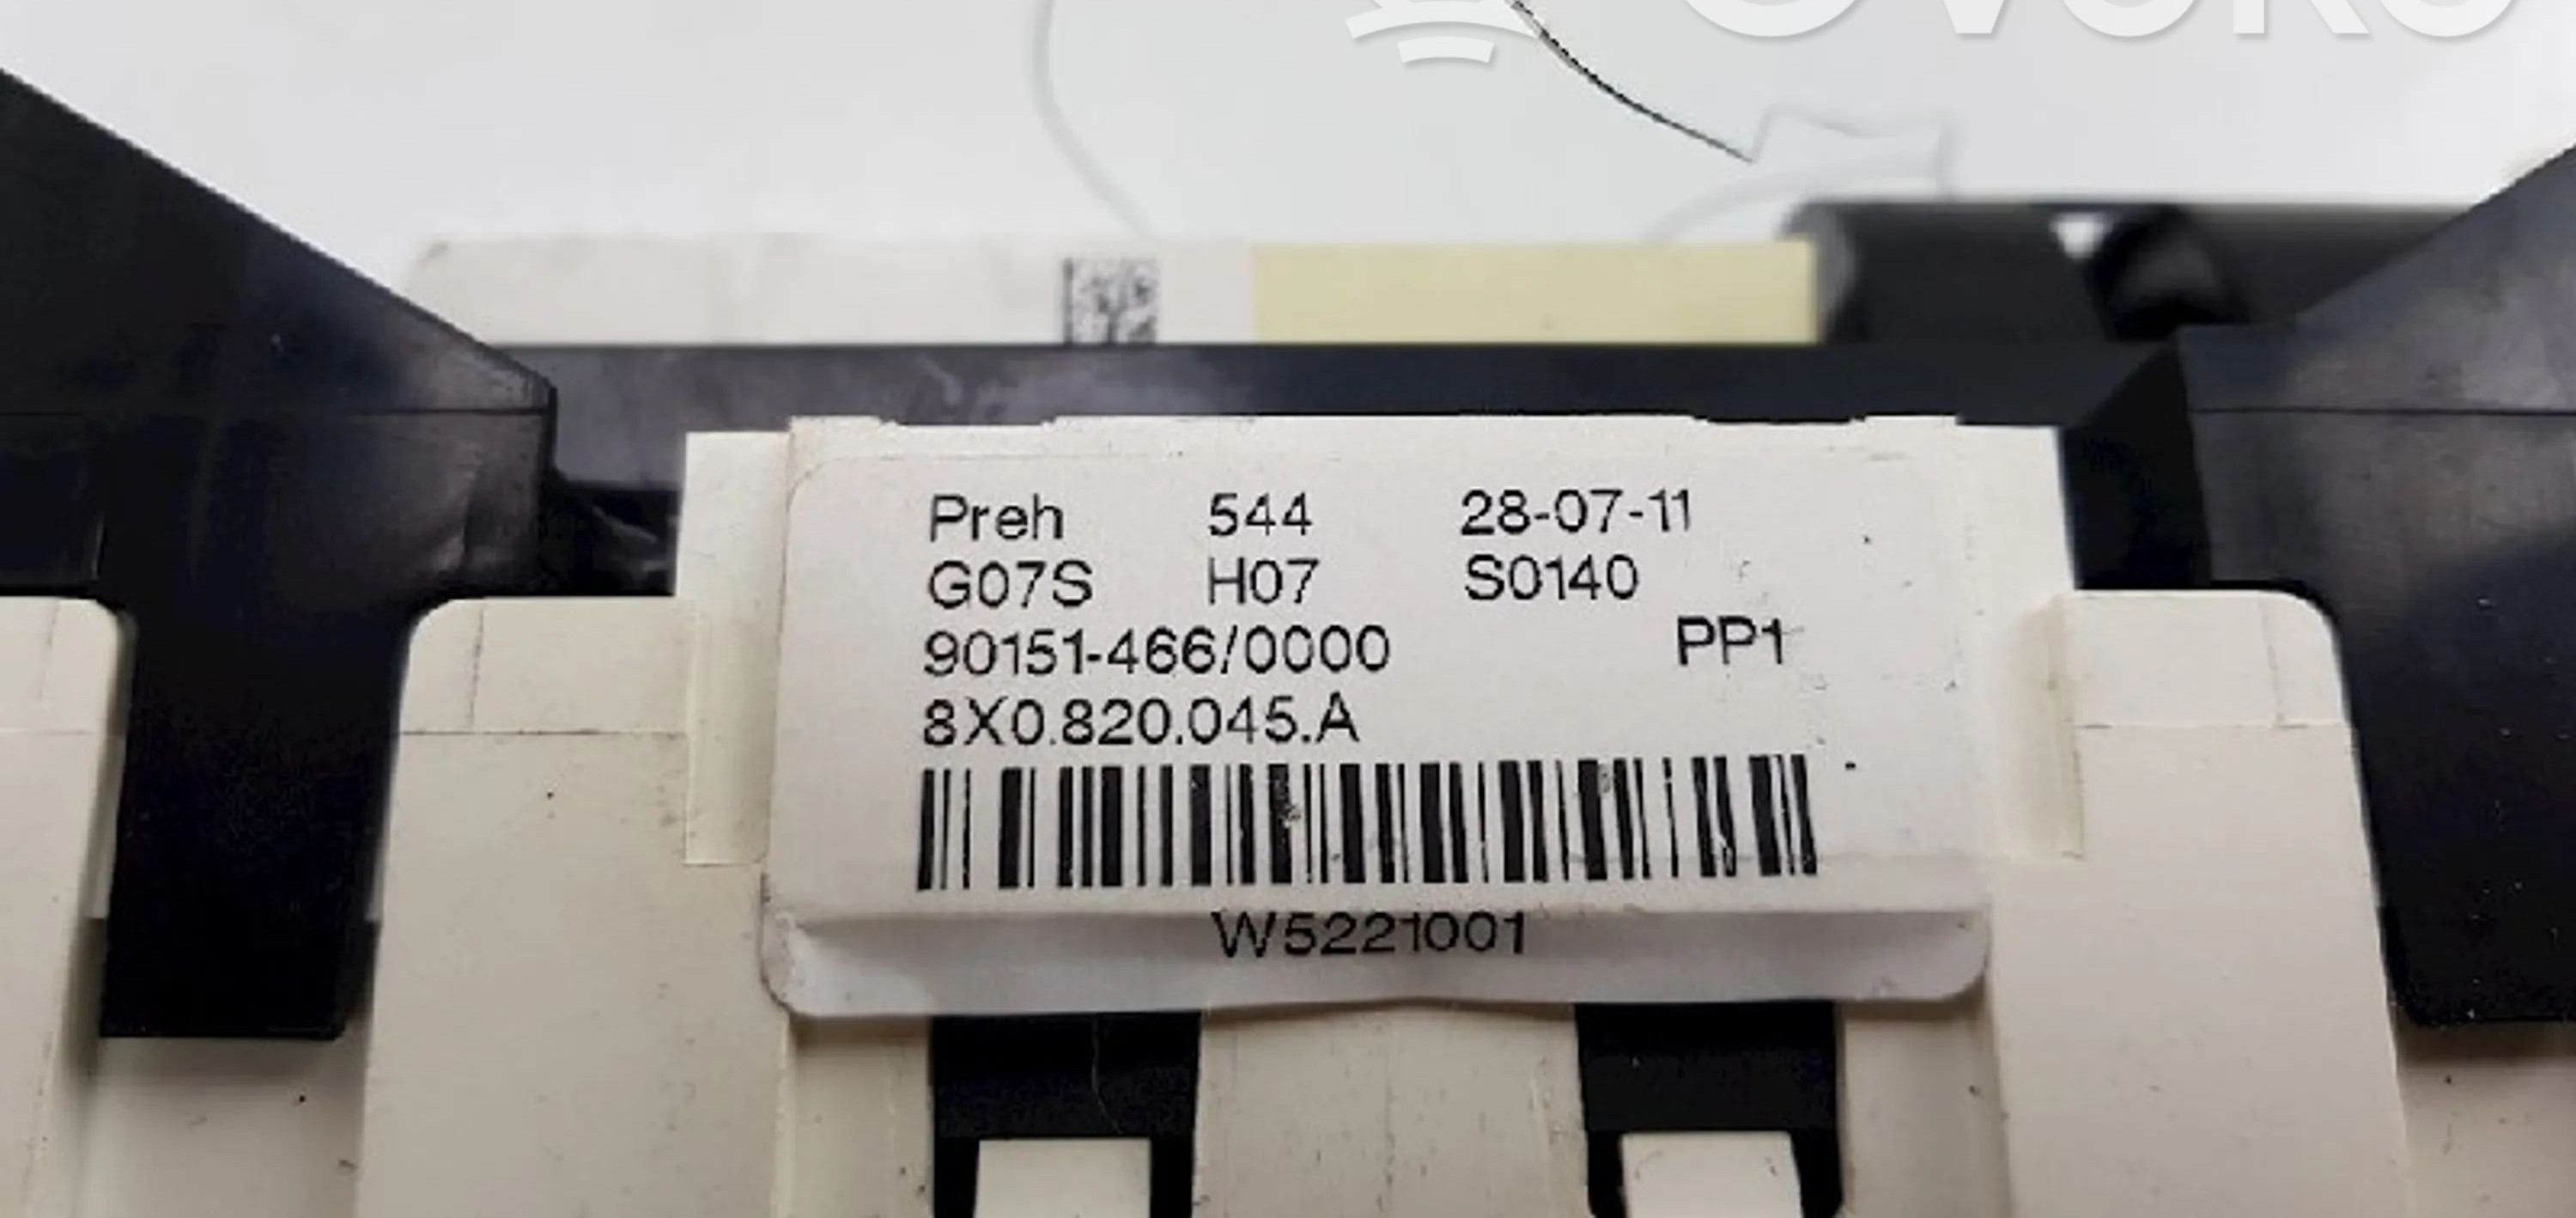 Preh 544 28-07-11
G07S H07 S0140
90151-466/0000 PP1
8X0.820.045.A
W5221001